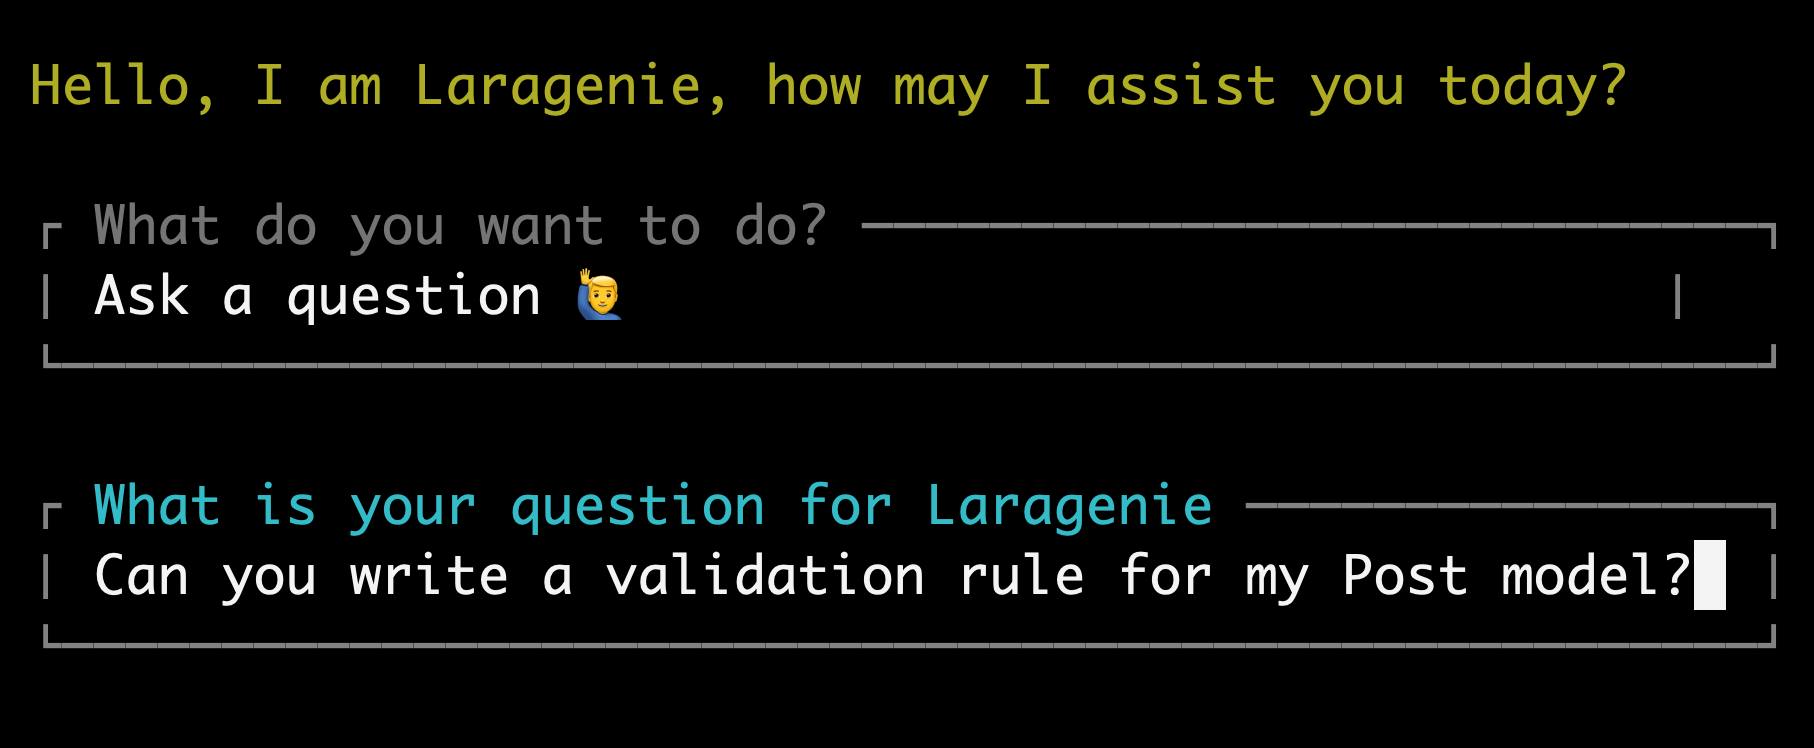 Hello, I am Laragenie, how may I assist you today?
What do you want to do?
Ask a question 🙋‍♂️
What is your question for Laragenie
Can you write a validation rule for my Post model?